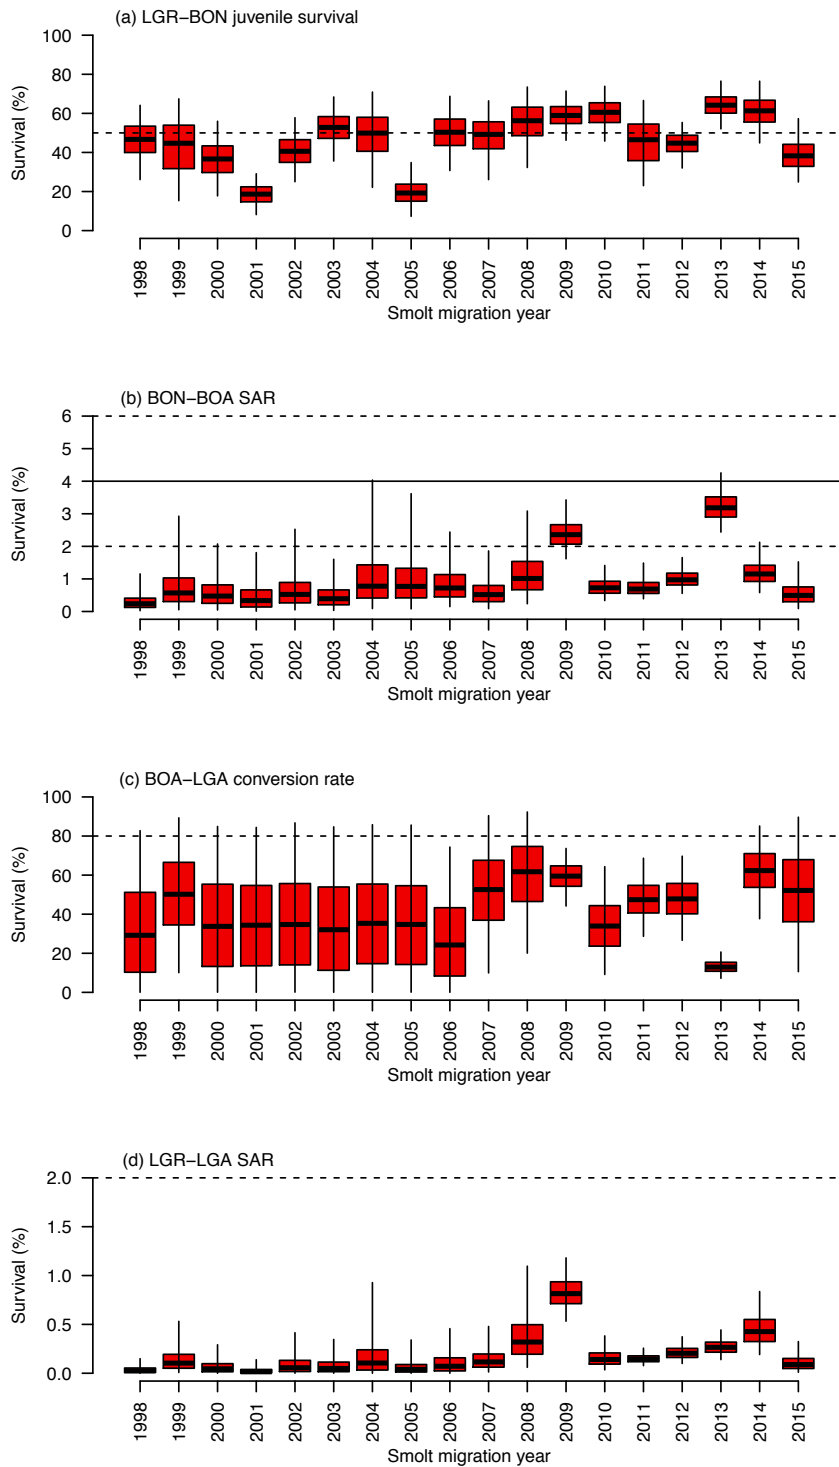 (a) LGR−BON juvenile survival
Survival (%)
100
80
60
40
20
0
1998 1999 2000 2001 2002 2003 2004 2005 2006 2007 2008 2009 2010 2011 2012 2013 2014 2015
Smolt migration year
(b) BON−BOA SAR
Survival (%)
6
5
4
3
2
1
0
1998 1999 2000 2001 2002 2003 2004 2005 2006 2007 2008 2009 2010 2011 2012 2013 2014 2015
Smolt migration year
(c) BOA−LGA conversion rate
Survival (%)
100
80
60
40
20
0
1998 1999 2000 2001 2002 2003 2004 2005 2006 2007 2008 2009 2010 2011 2012 2013 2014 2015
Smolt migration year
(d) LGR−LGA SAR
Survival (%)
2.0
1.5
1.0
0.5
0.0
1998 1999 2000 2001 2002 2003 2004 2005 2006 2007 2008 2009 2010 2011 2012 2013 2014 2015
Smolt migration year